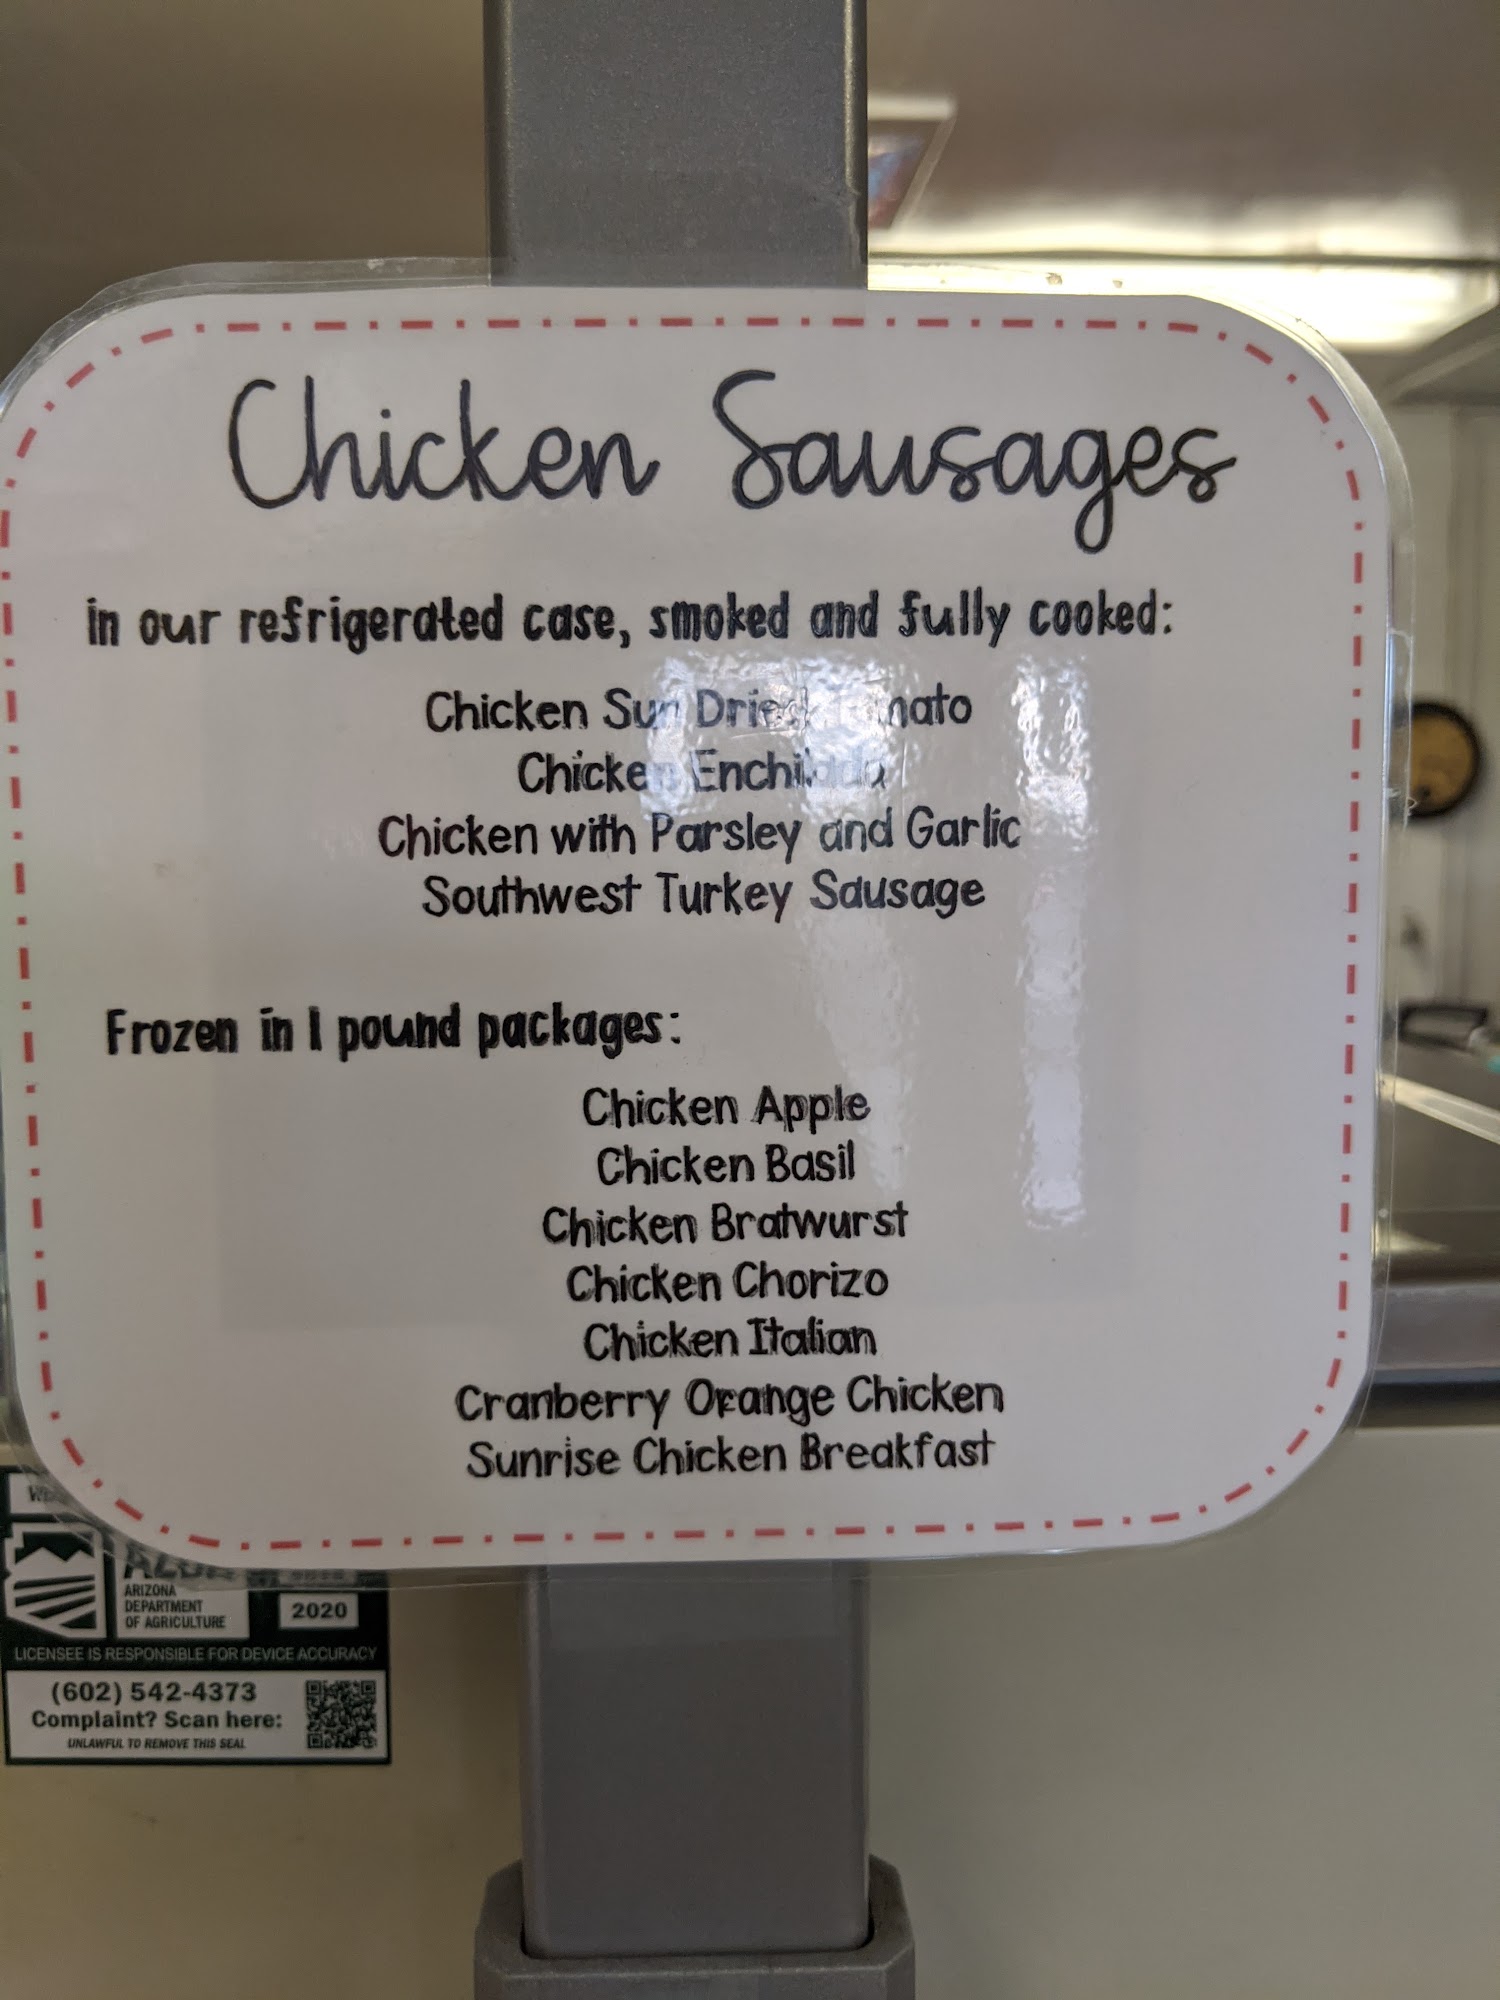 Chicken Sausages
in our refrigerated case, smoked and fully cooked:
Chicken Sun Dried Tomato
Chicken Enchilada
Chicken with Parsley and Garlic
Southwest Turkey Sausage
Frozen in 1 pound packages:
Chicken Apple
Chicken Basil
Chicken Bratwurst
Chicken Chorizo
Chicken Italian
Cranberry Orange Chicken
Sunrise Chicken Breakfast
ARIZONA
DEPARTMENT
OF AGRICULTURE
2020
LICENSEE IS RESPONSIBLE FOR DEVICE ACCURACY
(602) 542-4373
Complaint? Scan here:
UNLAWFUL TO REMOVE THIS SEAL